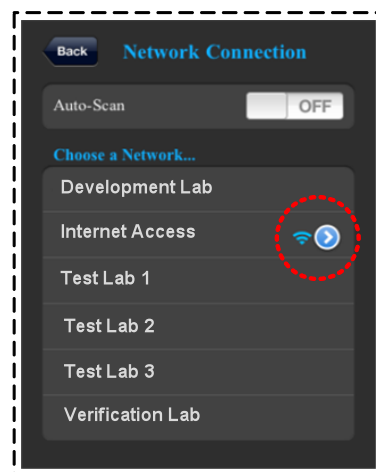 Back Network Connection
Auto-Scan OFF
Choose a Network...
Development Lab
Internet Access
Test Lab 1
Test Lab 2
Test Lab 3
Verification Lab